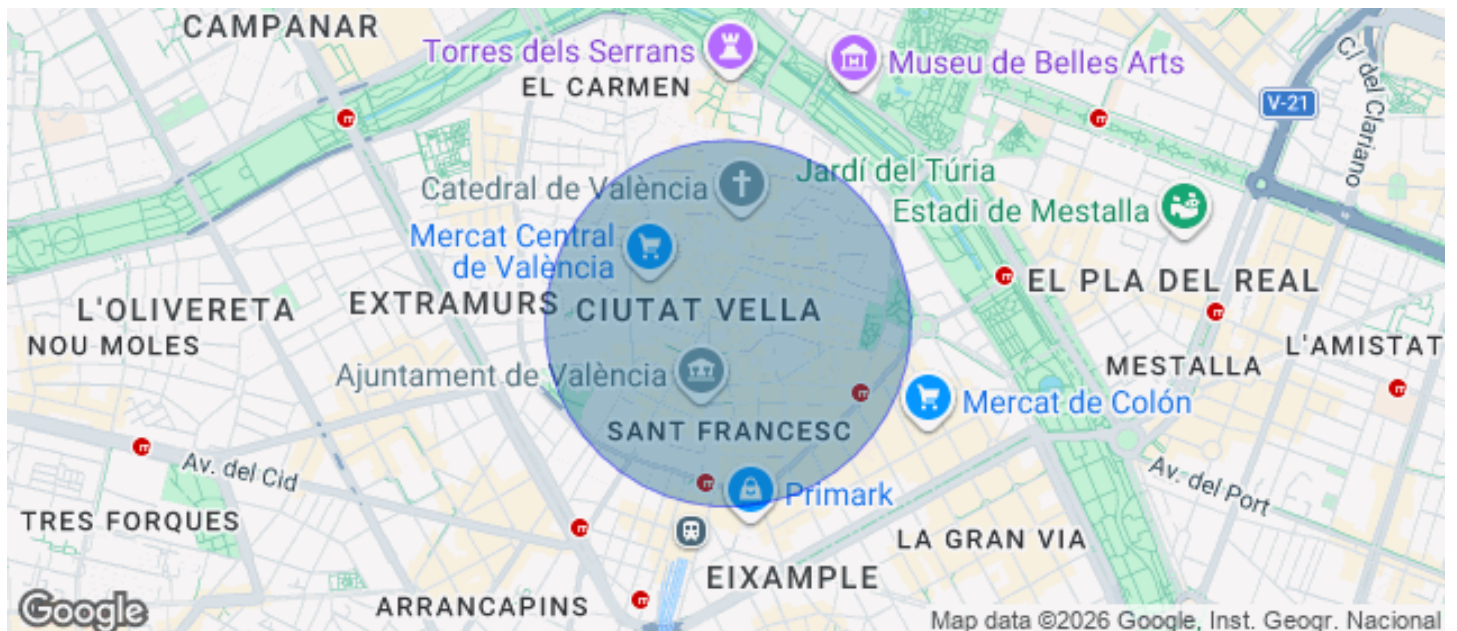 CAMPANAR
Torres dels Serrans
EL CARMEN
Museu de Belles Arts
V-21
C/ del Clariano
Catedral de València
Jardí del Túria
Estadi de Mestalla
Mercat Central
de València
EL PLA DEL REAL
L'OLIVERETA
EXTRAMURS
CIUTAT VELLA
NOU MOLES
L'AMISTAT
Ajuntament de València
MESTALLA
Mercat de Colón
SANT FRANCESC
Av. del Cid
Av. del Port
Primark
TRES FORQUES
LA GRAN VIA
EIXAMPLE
ARRANCAPINS
Google
Map data ©2026 Google, Inst. Geogr. Nacional